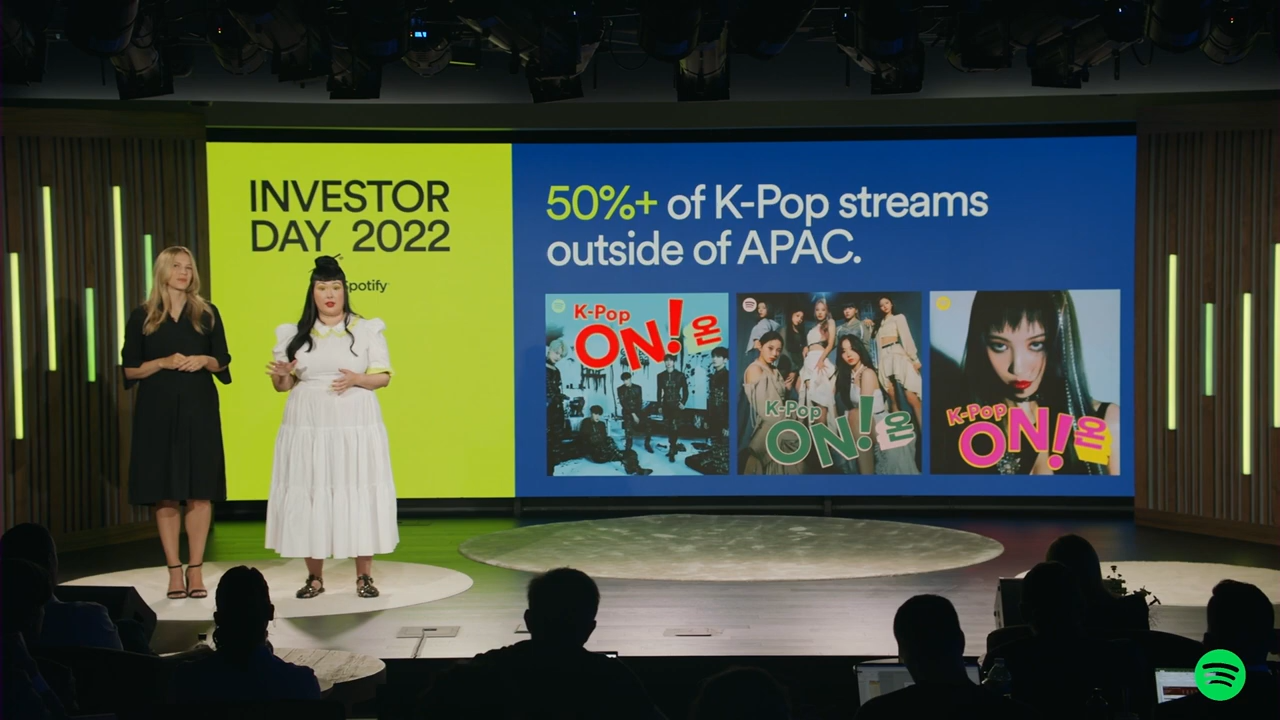 INVESTOR
DAY 2022
potify
50%+ of K-Pop streams
outside of APAC.
K-Pop
ON! 온
K-Pop
ON! 온
K-Pop
ON! 온